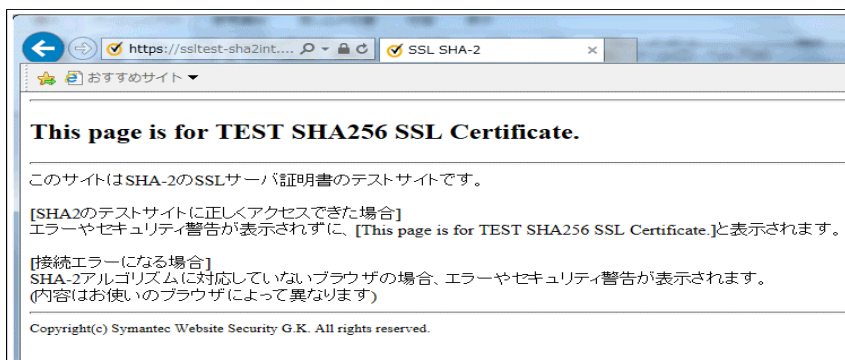 https://ssltest-sha2int....
SSL SHA-2
おすすめサイト
This page is for TEST SHA256 SSL Certificate.
このサイトはSHA-2のSSLサーバ証明書のテストサイトです。
[SHA2のテストサイトに正しくアクセスできた場合]
エラーやセキュリティ警告が表示されずに、[This page is for TEST SHA256 SSL Certificate.]と表示されます。
[接続エラーになる場合]
SHA-2アルゴリズムに対応していないブラウザの場合、エラーやセキュリティ警告が表示されます。
(内容はお使いのブラウザによって異なります)
Copyright(c) Symantec Website Security G.K. All rights reserved.